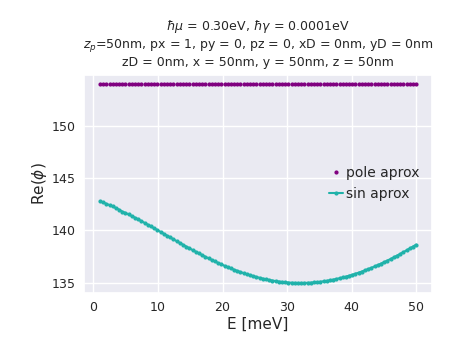 ℏμ = 0.30eV, ℏγ = 0.0001eV
zₚ=50nm, px = 1, py = 0, pz = 0, xD = 0nm, yD = 0nm
zD = 0nm, x = 50nm, y = 50nm, z = 50nm
Re(ϕ)
150
145
140
135
pole aprox
sin aprox
0 10 20 30 40 50
E [meV]